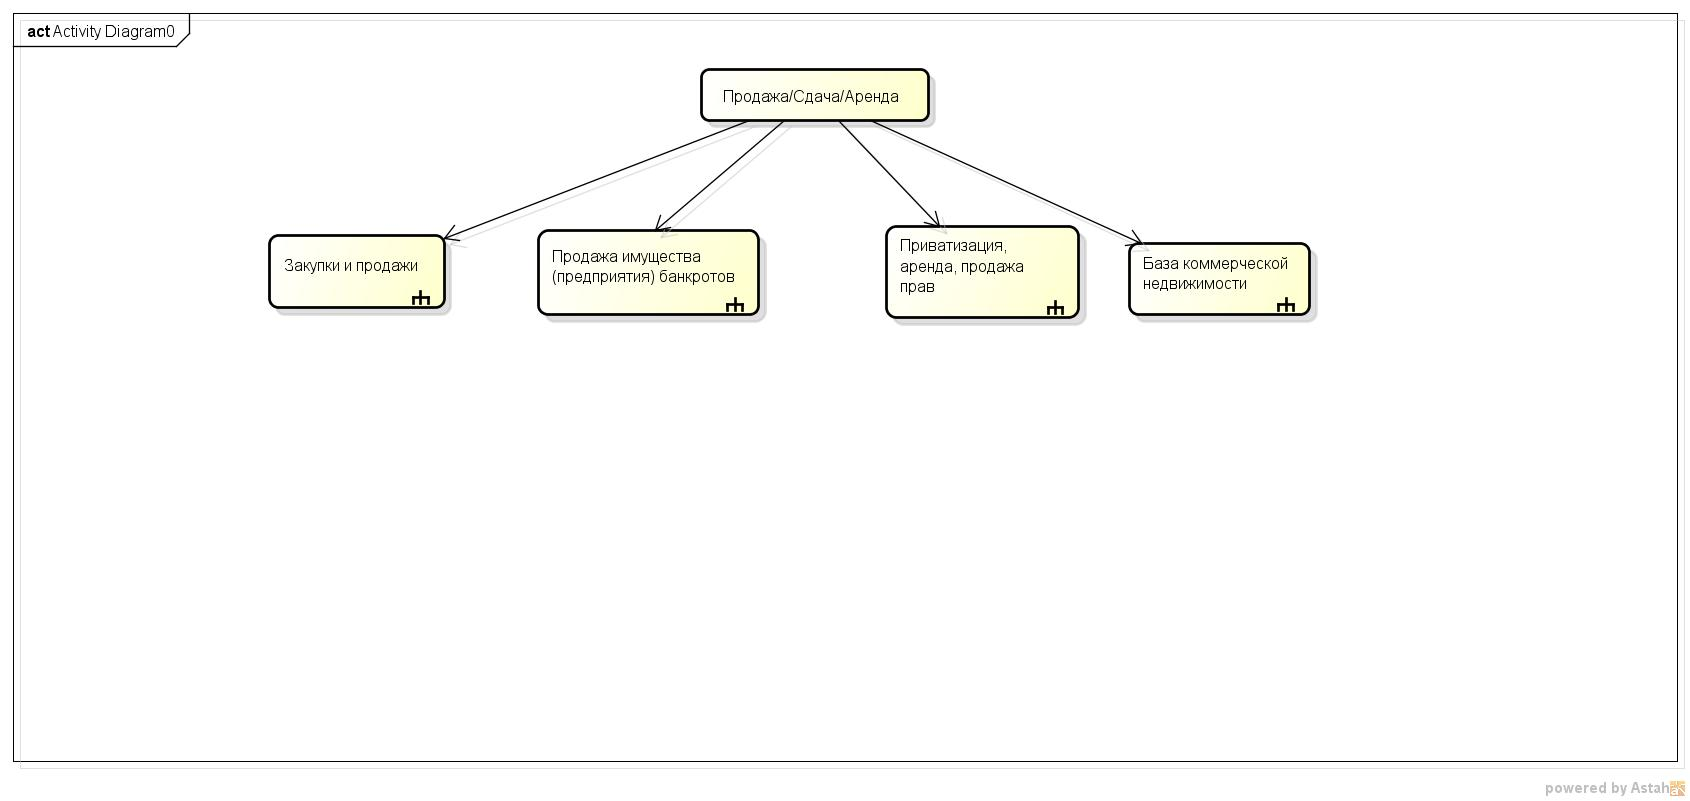 act Activity Diagram0
Продажа/Сдача/Аренда
Закупки и продажи
Продажа имущества
(предприятия) банкротов
Приватизация,
аренда, продажа
прав
База коммерческой
недвижимости
powered by Astah